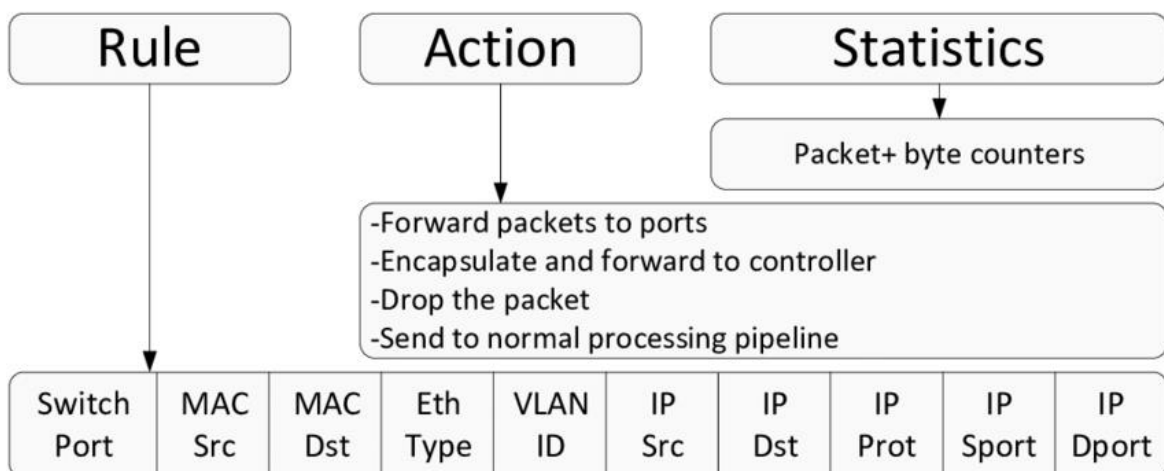 Rule
Action
Statistics
Packet+ byte counters
-Forward packets to ports
-Encapsulate and forward to controller
-Drop the packet
-Send to normal processing pipeline
Switch Port
MAC Src
MAC Dst
Eth Type
VLAN ID
IP Src
IP Dst
IP Prot
IP Sport
IP Dport